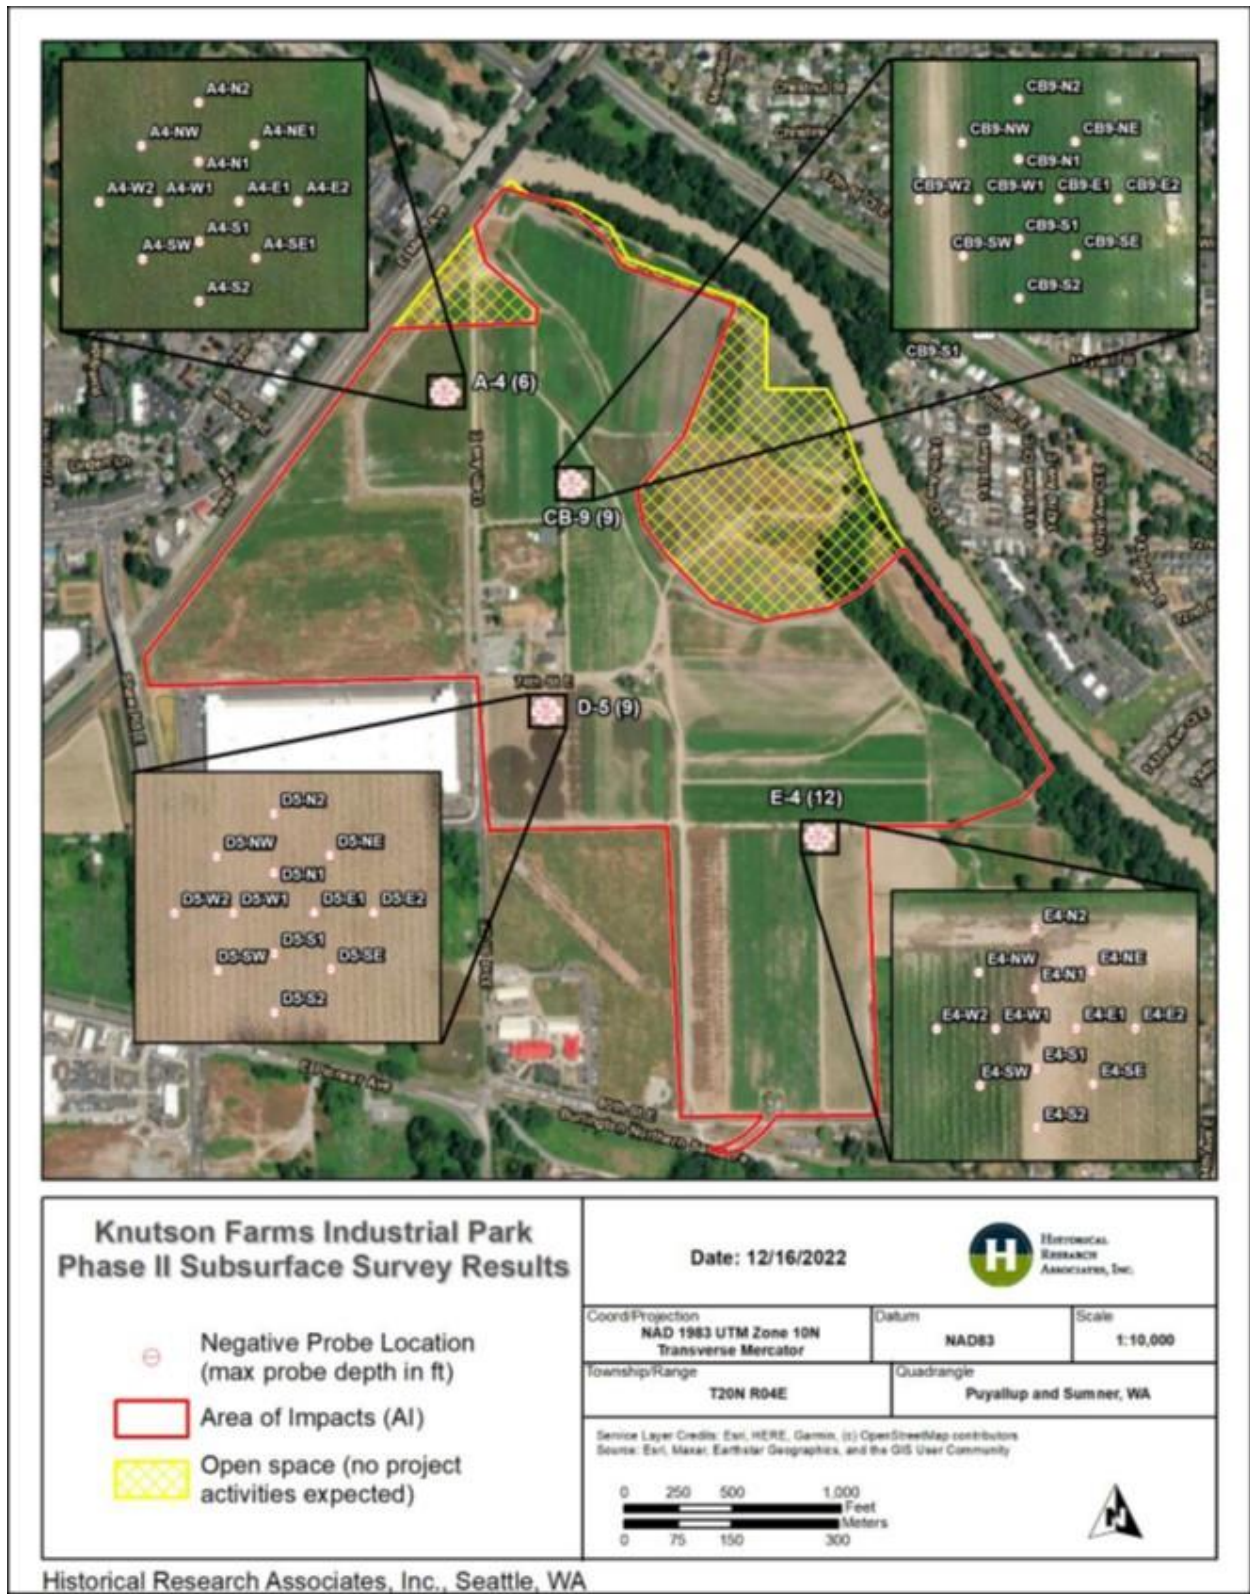 A4-N2
A4-NW
A4-NE1
A4-N1
A4-W2
A4-W1
A4-E1
A4-E2
A4-S1
A4-SW
A4-SE1
A4-S2
CB9-N2
CB9-NW
CB9-NE
CB9-N1
CB9-W2
CB9-W1
CB9-E1
CB9-E2
CB9-S1
CB9-SW
CB9-SE
CB9-S2
CB9-S1
A-4 (6)
CB-9 (9)
74th St E
D-5 (9)
E-4 (12)
D5-N2
D5-NW
D5-NE
D5-N1
D5-W2
D5-W1
D5-E1
D5-E2
D5-S1
D5-SW
D5-SE
D5-S2
E4-N2
E4-NW
E4-NE
E4-N1
E4-W2
E4-W1
E4-E1
E4-E2
E4-S1
E4-SW
E4-SE
E4-S2
E Pioneer Ave
80th St E
Burlington Northern
Knutson Farms Industrial Park
Phase II Subsurface Survey Results
Negative Probe Location
(max probe depth in ft)
Area of Impacts (AI)
Open space (no project
activities expected)
Date: 12/16/2022
H
HISTORICAL
RESEARCH
ASSOCIATES, INC.
Coord/Projection
NAD 1983 UTM Zone 10N
Transverse Mercator
Datum
NAD83
Scale
1:10,000
Township/Range
T20N R04E
Quadrangle
Puyallup and Sumner, WA
Service Layer Credits: Esri, HERE, Garmin, (c) OpenStreetMap contributors
Source: Esri, Maxar, Earthstar Geographics, and the GIS User Community
0 250 500 1,000
Feet
Meters
0 75 150 300
N
Historical Research Associates, Inc., Seattle, WA